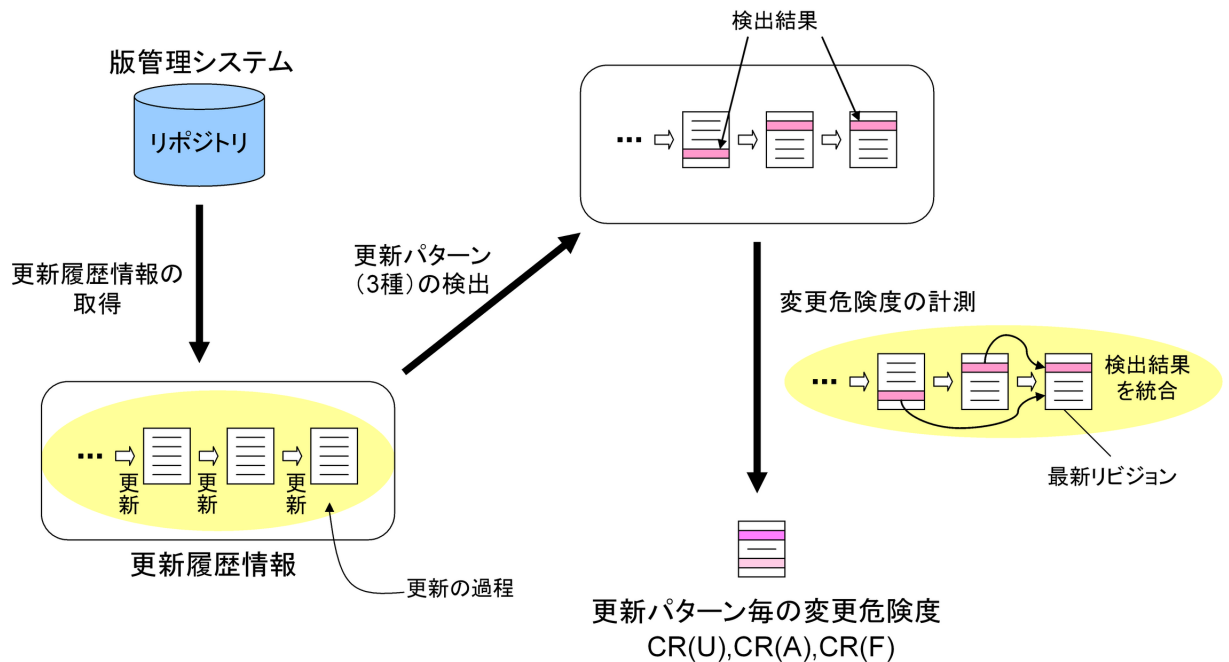 版管理システム
リポジトリ
更新履歴情報の
取得
…
更新
更新
更新
更新履歴情報
更新の過程
更新パターン
（3種）の検出
検出結果
…
変更危険度の計測
…
検出結果
を統合
最新リビジョン
更新パターン毎の変更危険度
CR(U),CR(A),CR(F)